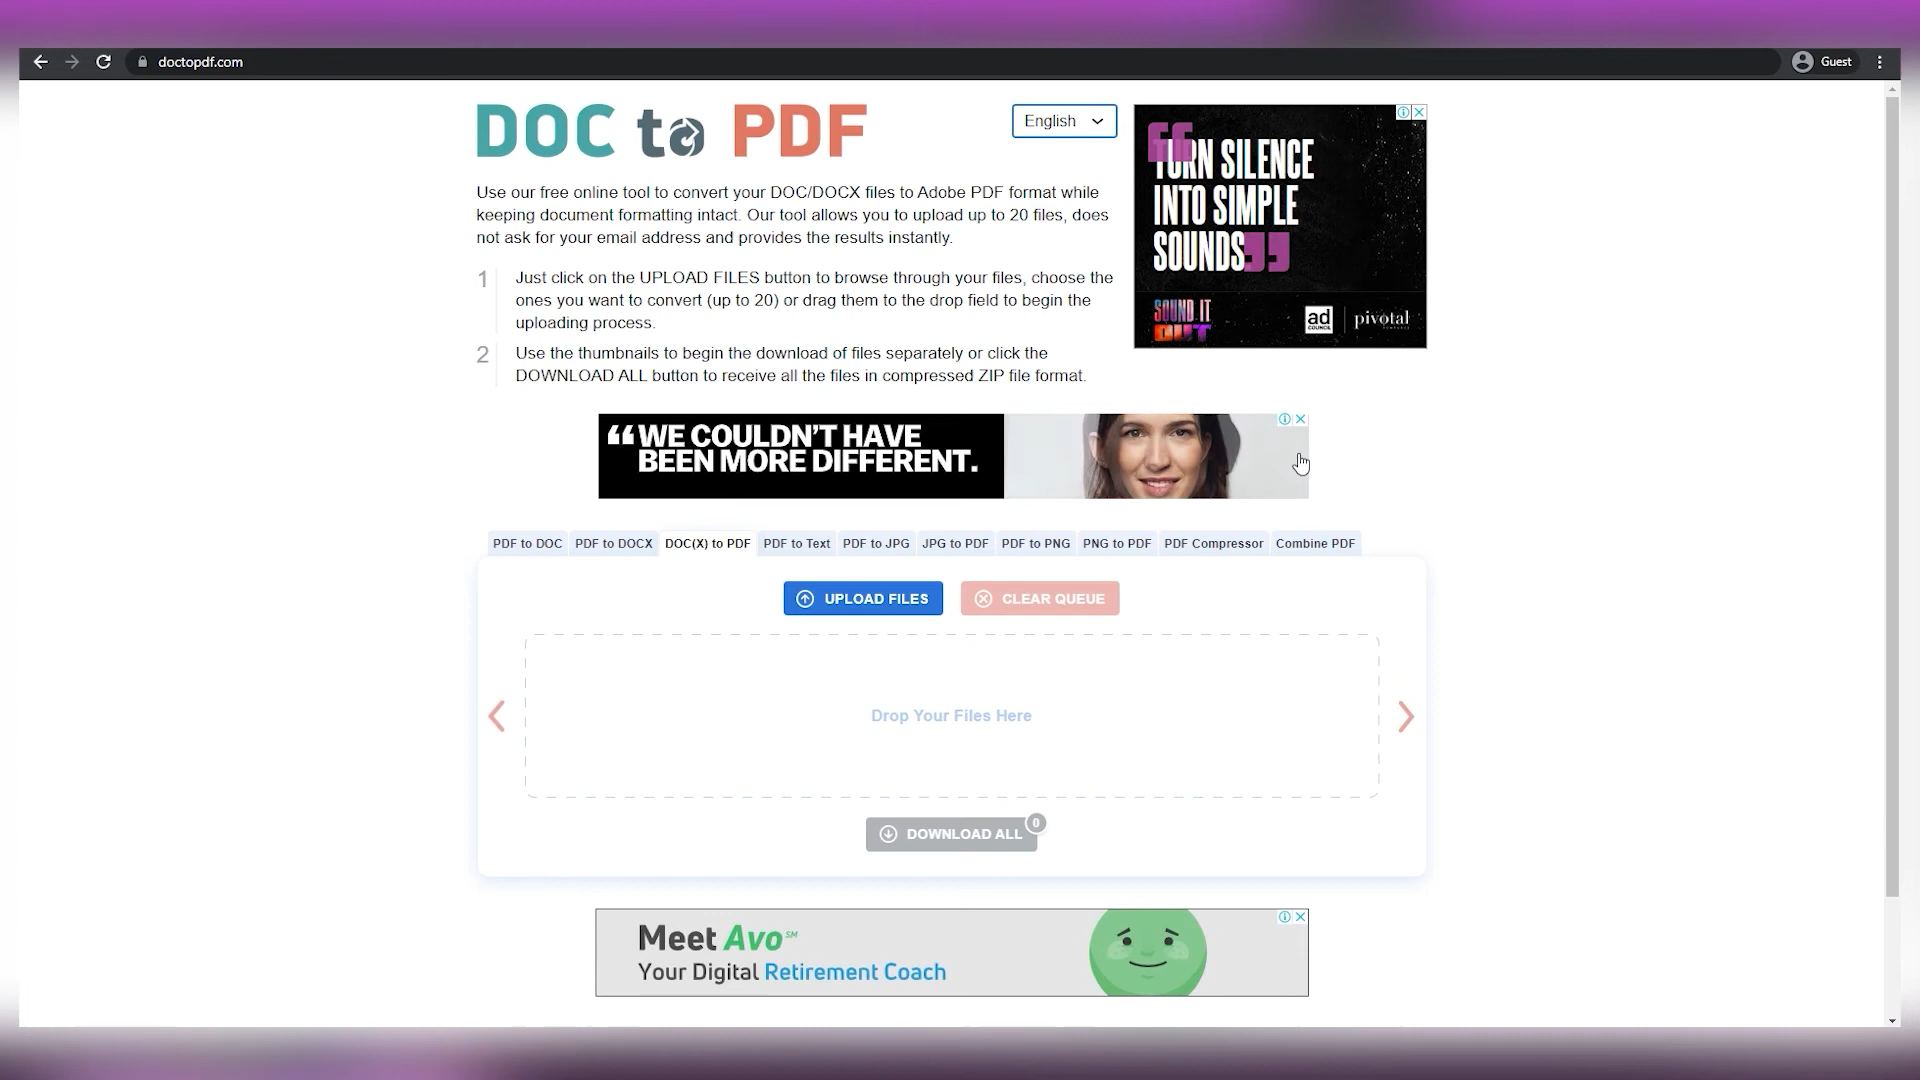 doctopdf.com
Guest
DOC to PDF
English
Use our free online tool to convert your DOC/DOCX files to Adobe PDF format while
keeping document formatting intact. Our tool allows you to upload up to 20 files, does
not ask for your email address and provides the results instantly.
1 Just click on the UPLOAD FILES button to browse through your files, choose the
ones you want to convert (up to 20) or drag them to the drop field to begin the
uploading process.
2 Use the thumbnails to begin the download of files separately or click the
DOWNLOAD ALL button to receive all the files in compressed ZIP file format.
TURN SILENCE
INTO SIMPLE
SOUNDS
SOUND IT
OUT
ad
COUNCIL
pivotal
“WE COULDN'T HAVE
BEEN MORE DIFFERENT.
PDF to DOC PDF to DOCX DOC(X) to PDF PDF to Text PDF to JPG JPG to PDF PDF to PNG PNG to PDF PDF Compressor Combine PDF
UPLOAD FILES CLEAR QUEUE
Drop Your Files Here
DOWNLOAD ALL 0
Meet Avo SM
Your Digital Retirement Coach